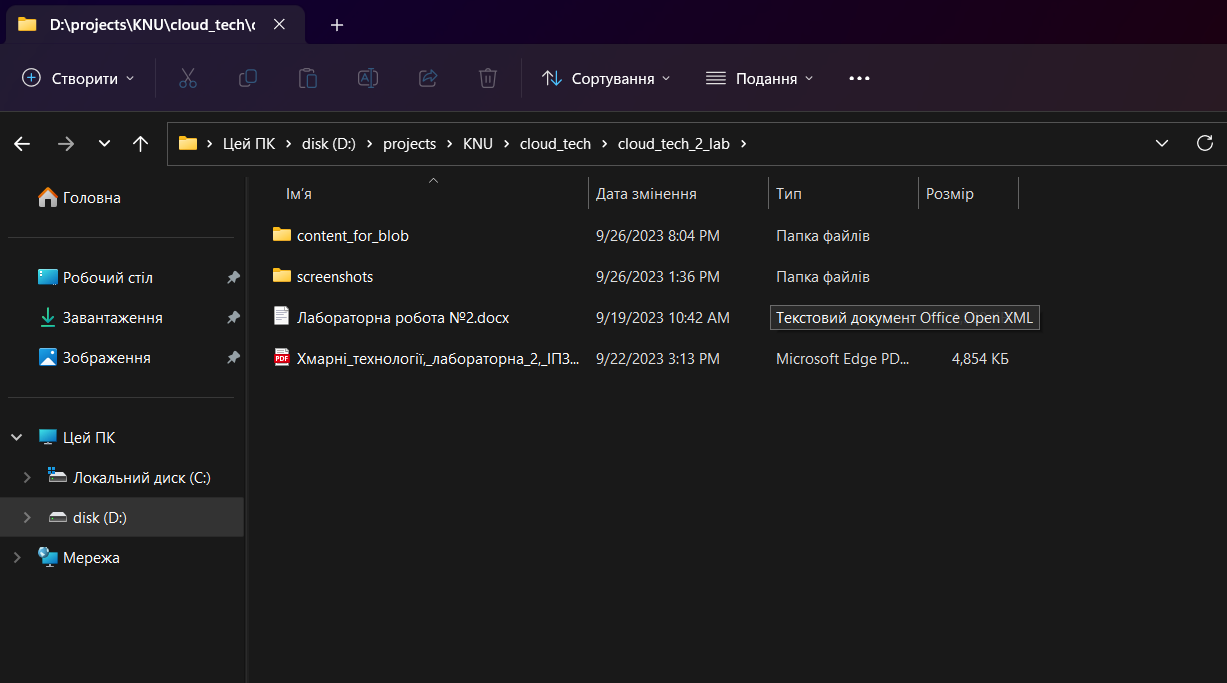 D:\projects\KNU\cloud_tech\c
Створити
Сортування
Подання
Цей ПК
disk (D:)
projects
KNU
cloud_tech
cloud_tech_2_lab
Головна
Робочий стіл
Завантаження
Зображення
Цей ПК
Локальний диск (C:)
disk (D:)
Мережа
Ім'я Дата змінення Тип Розмір
content_for_blob 9/26/2023 8:04 PM Папка файлів
screenshots 9/26/2023 1:36 PM Папка файлів
Лабораторна робота №2.docx 9/19/2023 10:42 AM Текстовий документ Office Open XML
Хмарні_технології,_лабораторна_2,_ІПЗ... 9/22/2023 3:13 PM Microsoft Edge PD... 4,854 КБ